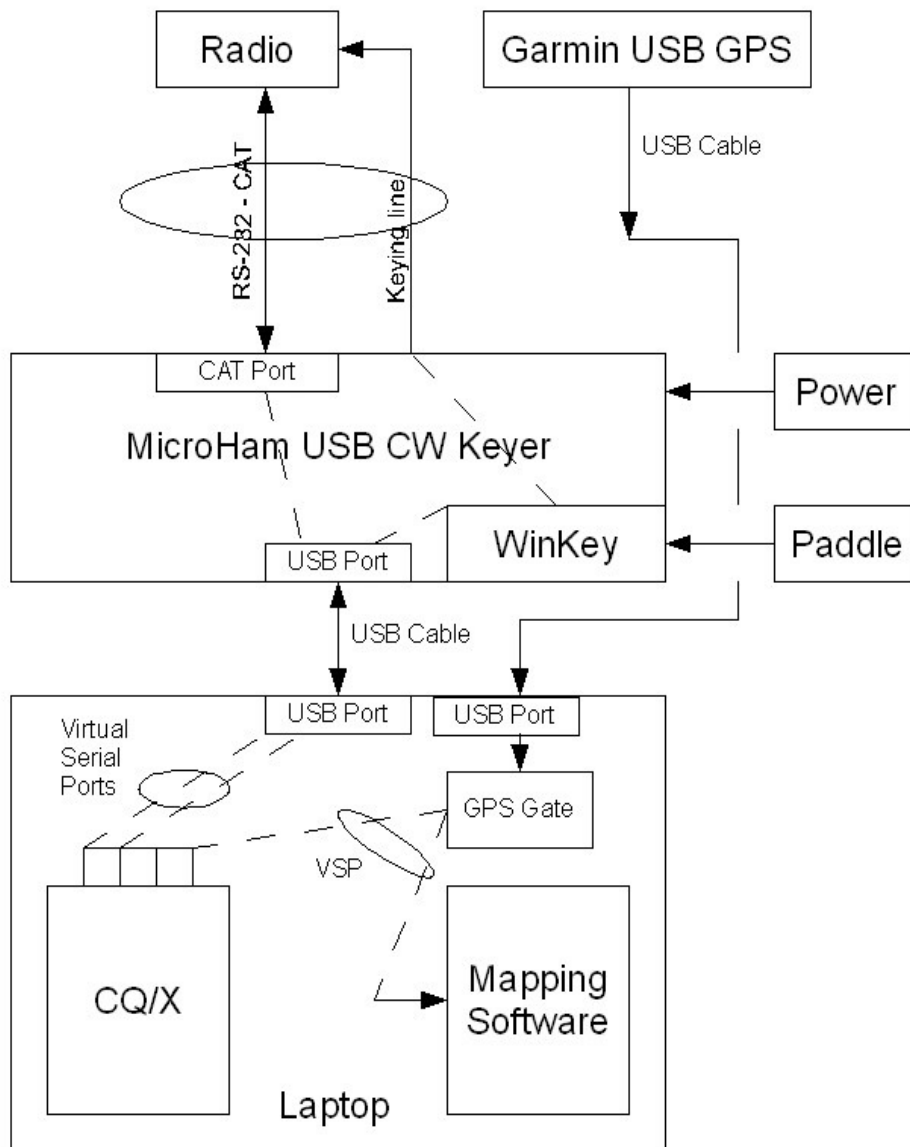 Radio
Garmin USB GPS
USB Cable
RS-232 - CAT
Keying line
CAT Port
Power
MicroHam USB CW Keyer
WinKey
Paddle
USB Port
USB Cable
USB Port
USB Port
Virtual
Serial
Ports
GPS Gate
VSP
CQ/X
Mapping
Software
Laptop